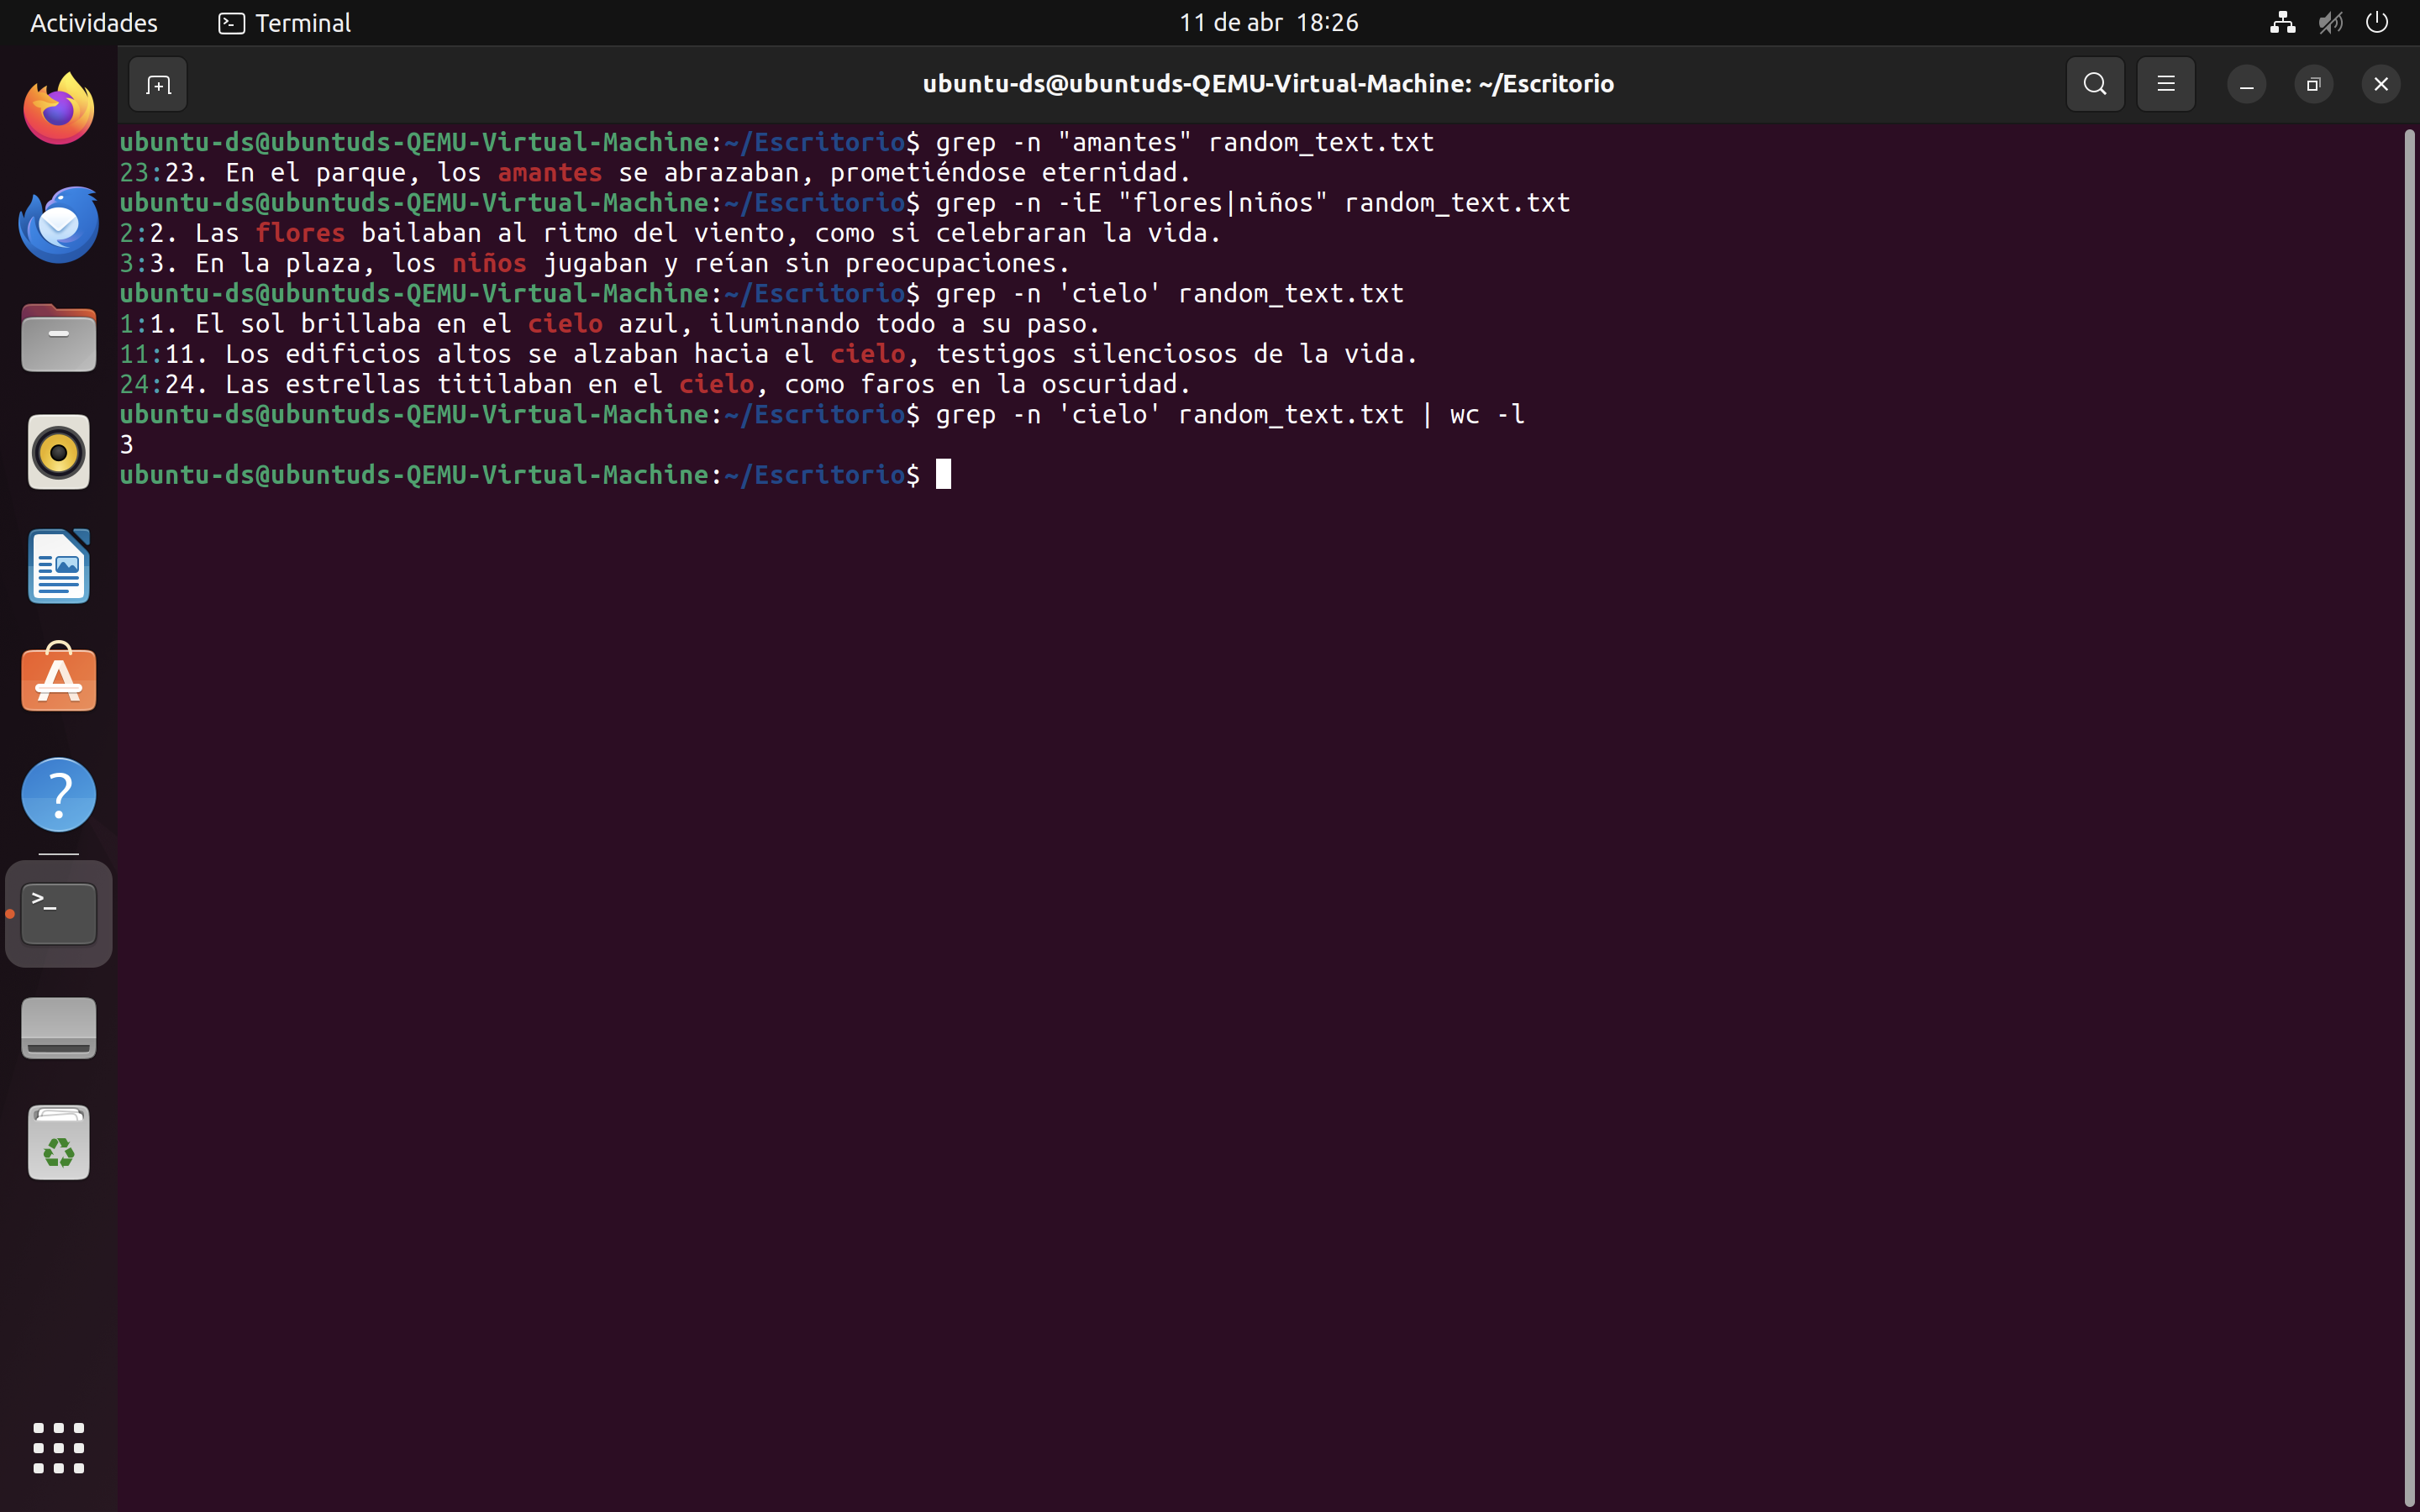 Actividades
Terminal
11 de abr 18:26
ubuntu-ds@ubuntuds-QEMU-Virtual-Machine: ~/Escritorio
ubuntu-ds@ubuntuds-QEMU-Virtual-Machine:~/Escritorio$ grep -n "amantes" random_text.txt
23:23. En el parque, los amantes se abrazaban, prometiéndose eternidad.
ubuntu-ds@ubuntuds-QEMU-Virtual-Machine:~/Escritorio$ grep -n -iE "flores|niños" random_text.txt
2:2. Las flores bailaban al ritmo del viento, como si celebraran la vida.
3:3. En la plaza, los niños jugaban y reían sin preocupaciones.
ubuntu-ds@ubuntuds-QEMU-Virtual-Machine:~/Escritorio$ grep -n 'cielo' random_text.txt
1:1. El sol brillaba en el cielo azul, iluminando todo a su paso.
11:11. Los edificios altos se alzaban hacia el cielo, testigos silenciosos de la vida.
24:24. Las estrellas titilaban en el cielo, como faros en la oscuridad.
ubuntu-ds@ubuntuds-QEMU-Virtual-Machine:~/Escritorio$ grep -n 'cielo' random_text.txt | wc -l
3
ubuntu-ds@ubuntuds-QEMU-Virtual-Machine:~/Escritorio$